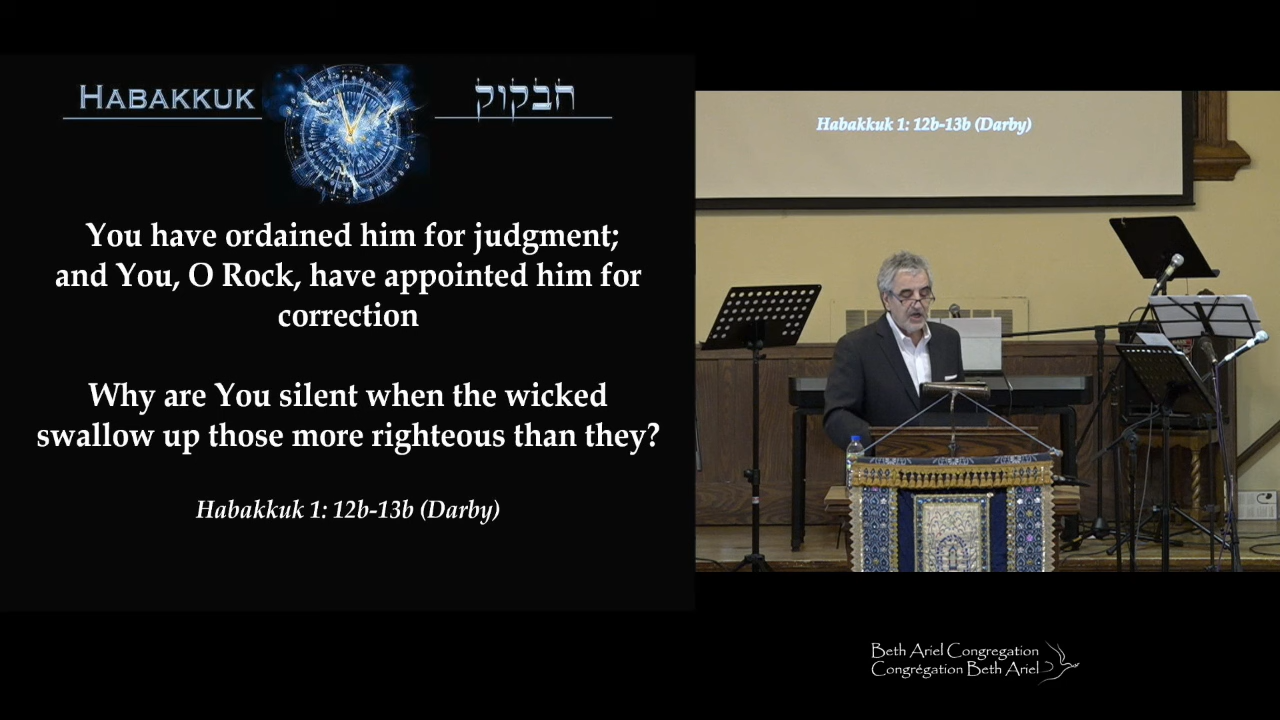 HABAKKUK
חבקוק
You have ordained him for judgment;
and You, O Rock, have appointed him for
correction
Why are You silent when the wicked
swallow up those more righteous than they?
Habakkuk 1: 12b-13b (Darby)
Habakkuk 1: 12b-13b (Darby)
Beth Ariel Congregation
Congrégation Beth Ariel